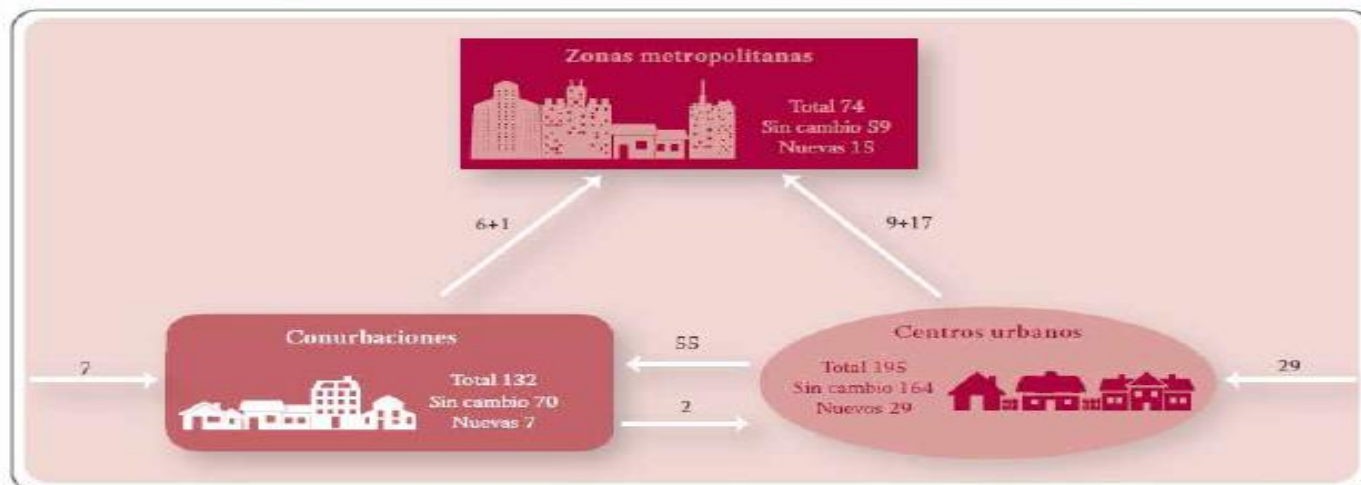 Zonas metropolitanas
Total 74
Sin cambio 59
Nuevas 15
6+1
9+17
Conurbaciones
Total 132
Sin cambio 70
Nuevas 7
7
55
2
Centros urbanos
Total 195
Sin cambio 164
Nuevos 29
29